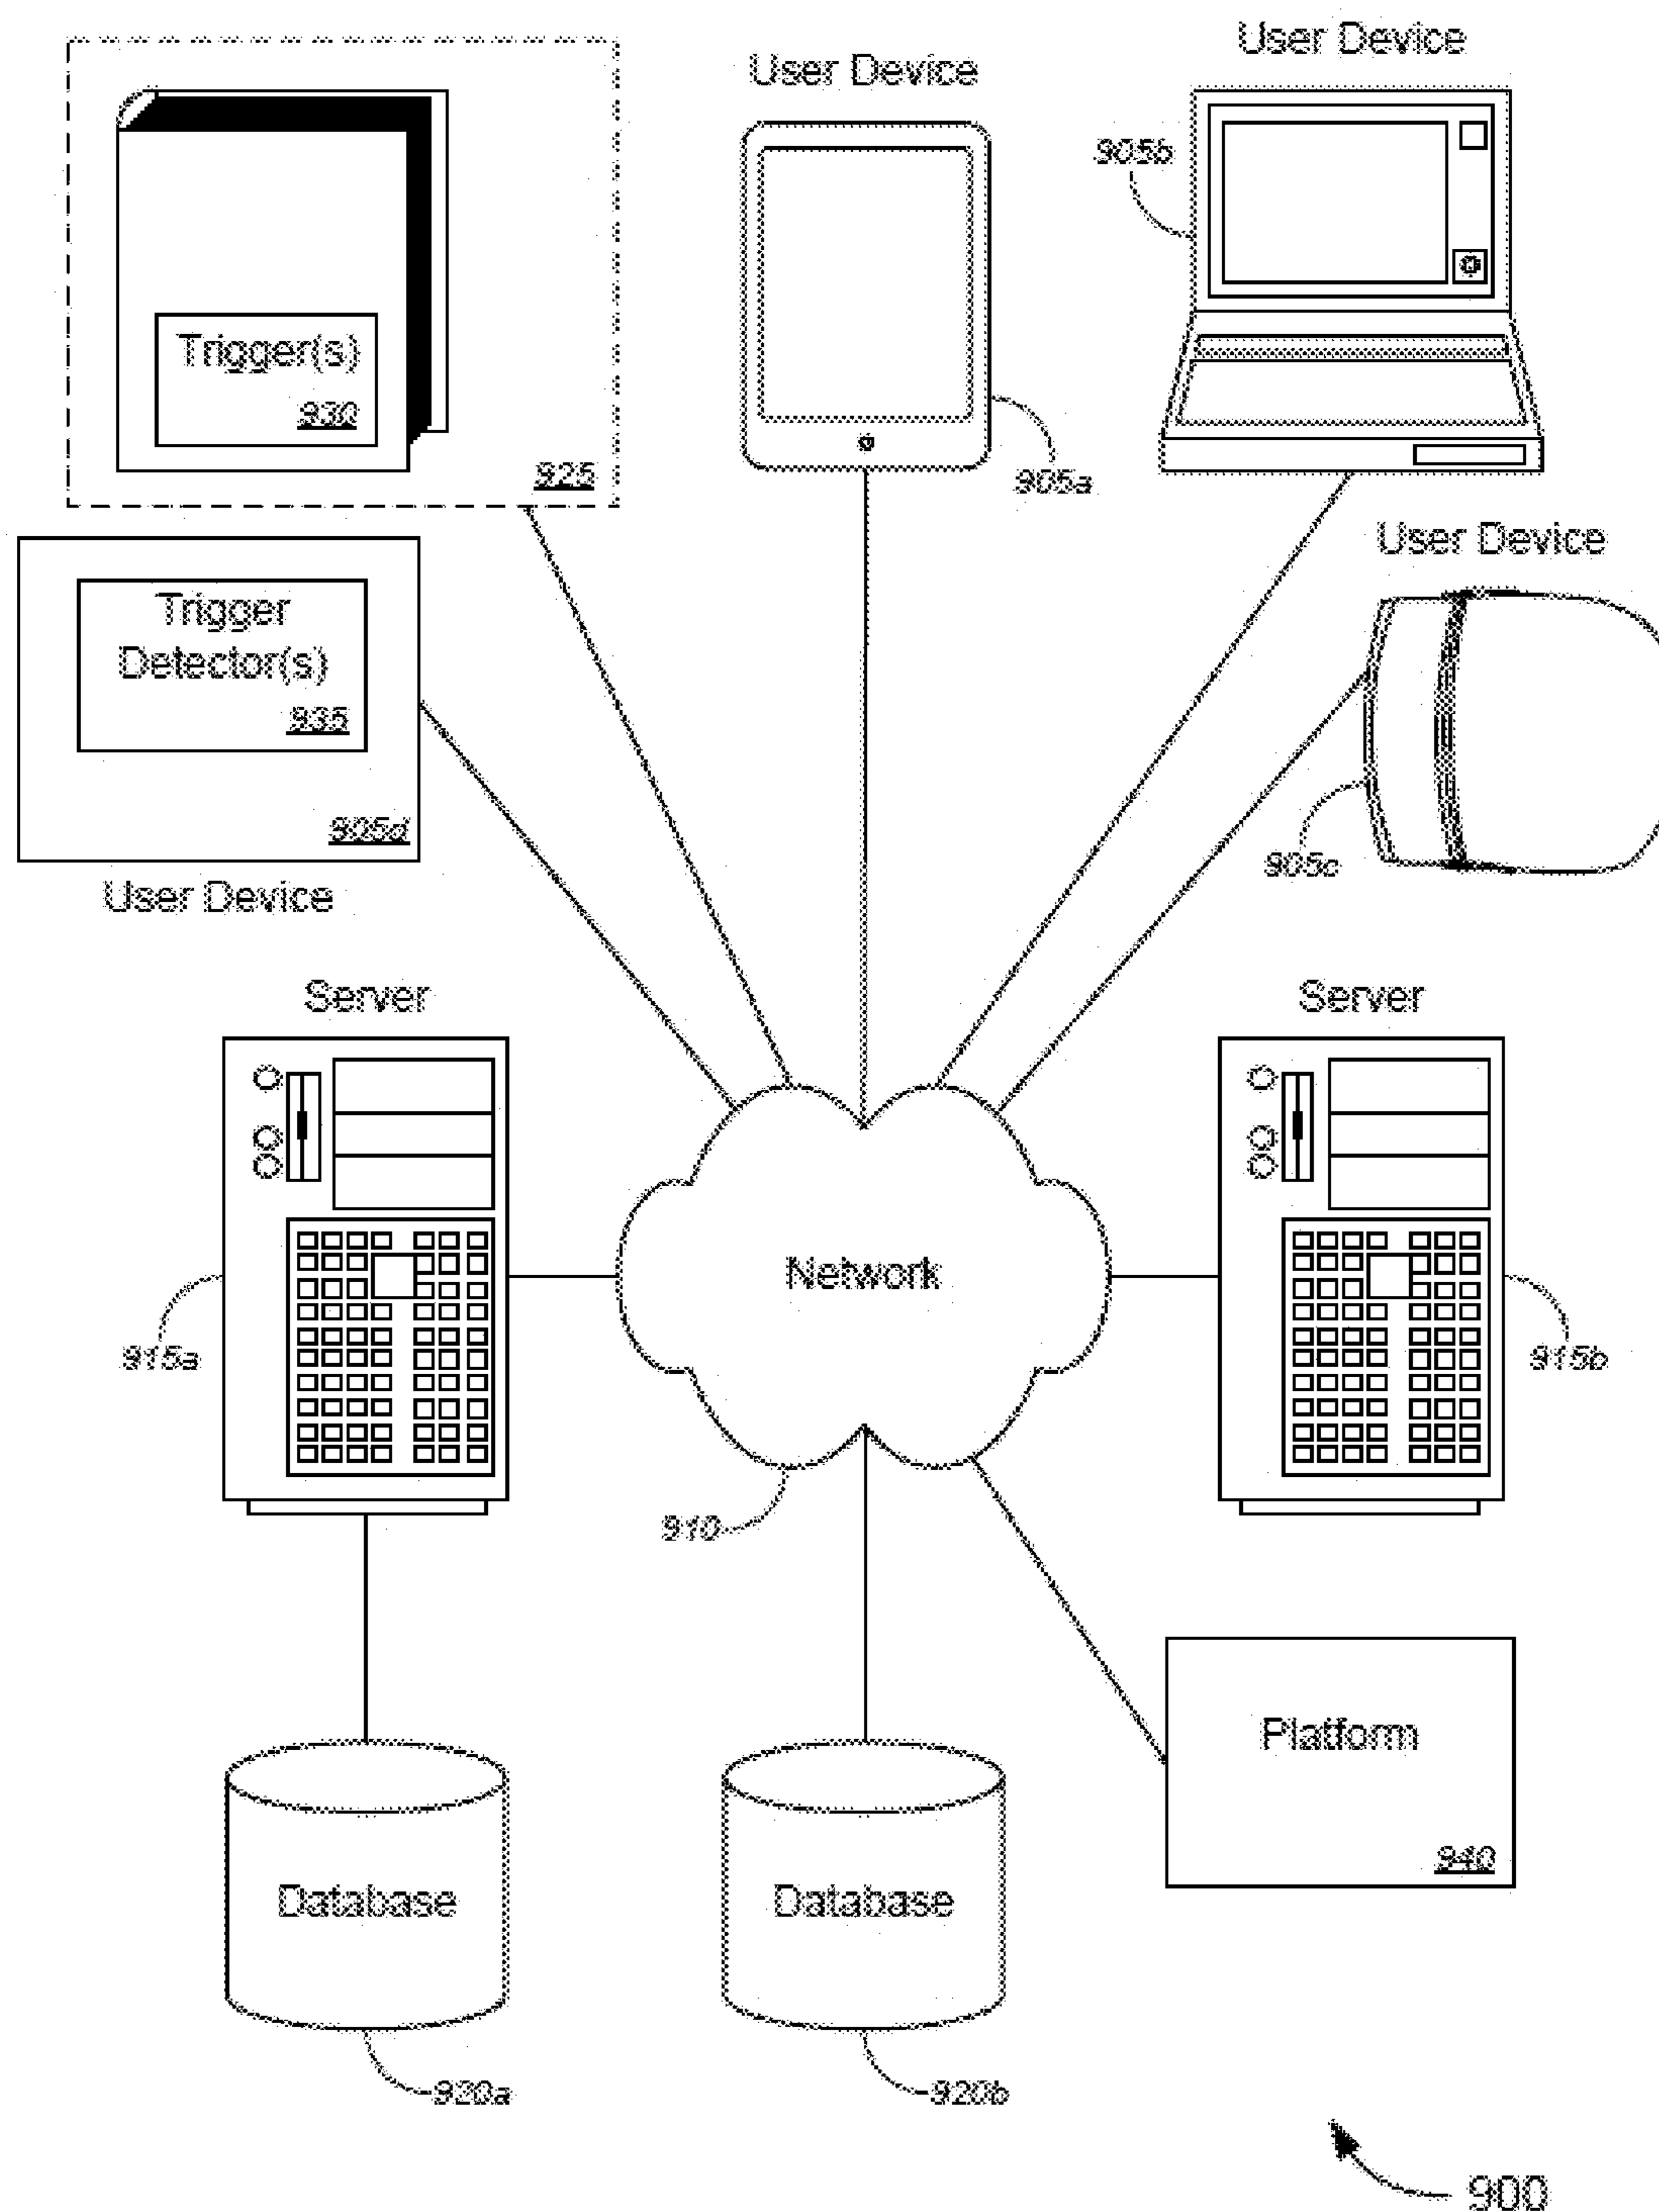 User Device
User Device
905b
Trigger(s)
930
925
905a
User Device
Trigger
Detector(s)
935
905d
905c
User Device
Server
Server
Network
915a
915b
910
Platform
940
Database
Database
920a
920b
900